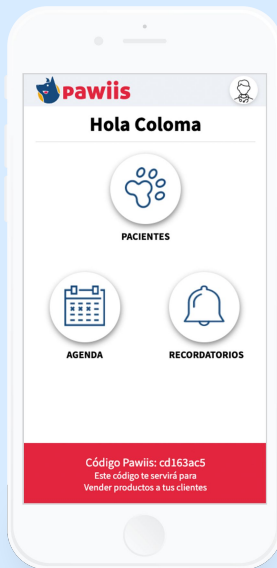 pawiis
Hola Coloma
PACIENTES
AGENDA
RECORDATORIOS
Código Pawiis: cd163ac5
Este código te servirá para
Vender productos a tus clientes